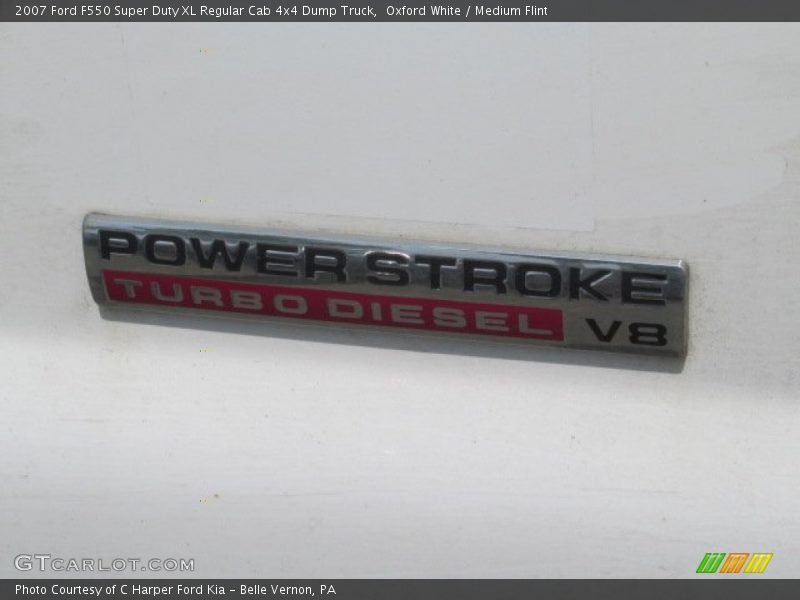 2007 Ford F550 Super Duty XL Regular Cab 4x4 Dump Truck,  Oxford White / Medium Flint
POWER STROKE
TURBO DIESEL V8
GTCARLOT.COM
Photo Courtesy of C Harper Ford Kia - Belle Vernon, PA